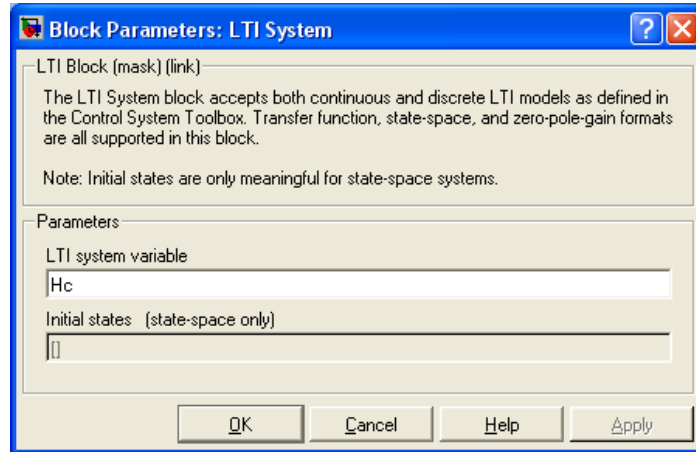 Block Parameters: LTI System
LTI Block (mask) (link)
The LTI System block accepts both continuous and discrete LTI models as defined in
the Control System Toolbox. Transfer function, state-space, and zero-pole-gain formats
are all supported in this block.
Note: Initial states are only meaningful for state-space systems.
Parameters
LTI system variable
Hc
Initial states (state-space only)
[]
OK Cancel Help Apply